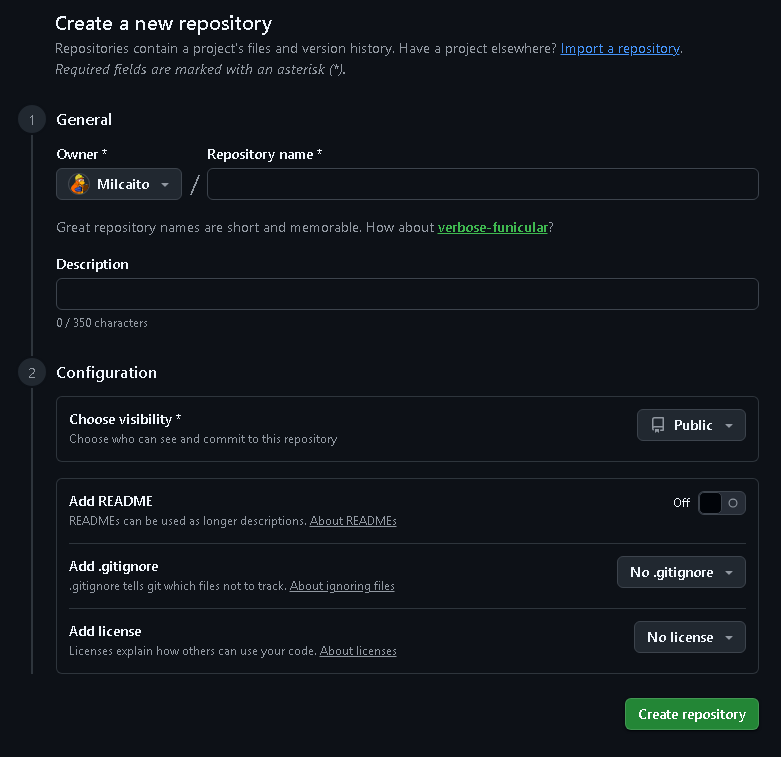 Create a new repository
Repositories contain a project's files and version history. Have a project elsewhere? Import a repository.
Required fields are marked with an asterisk (*).
1 General
Owner * Repository name *
Milcaito /
Great repository names are short and memorable. How about verbose-funicular?
Description
0 / 350 characters
2 Configuration
Choose visibility *
Choose who can see and commit to this repository
Public
Add README
READMEs can be used as longer descriptions. About READMEs
Off
Add .gitignore
.gitignore tells git which files not to track. About ignoring files
No .gitignore
Add license
Licenses explain how others can use your code. About licenses
No license
Create repository